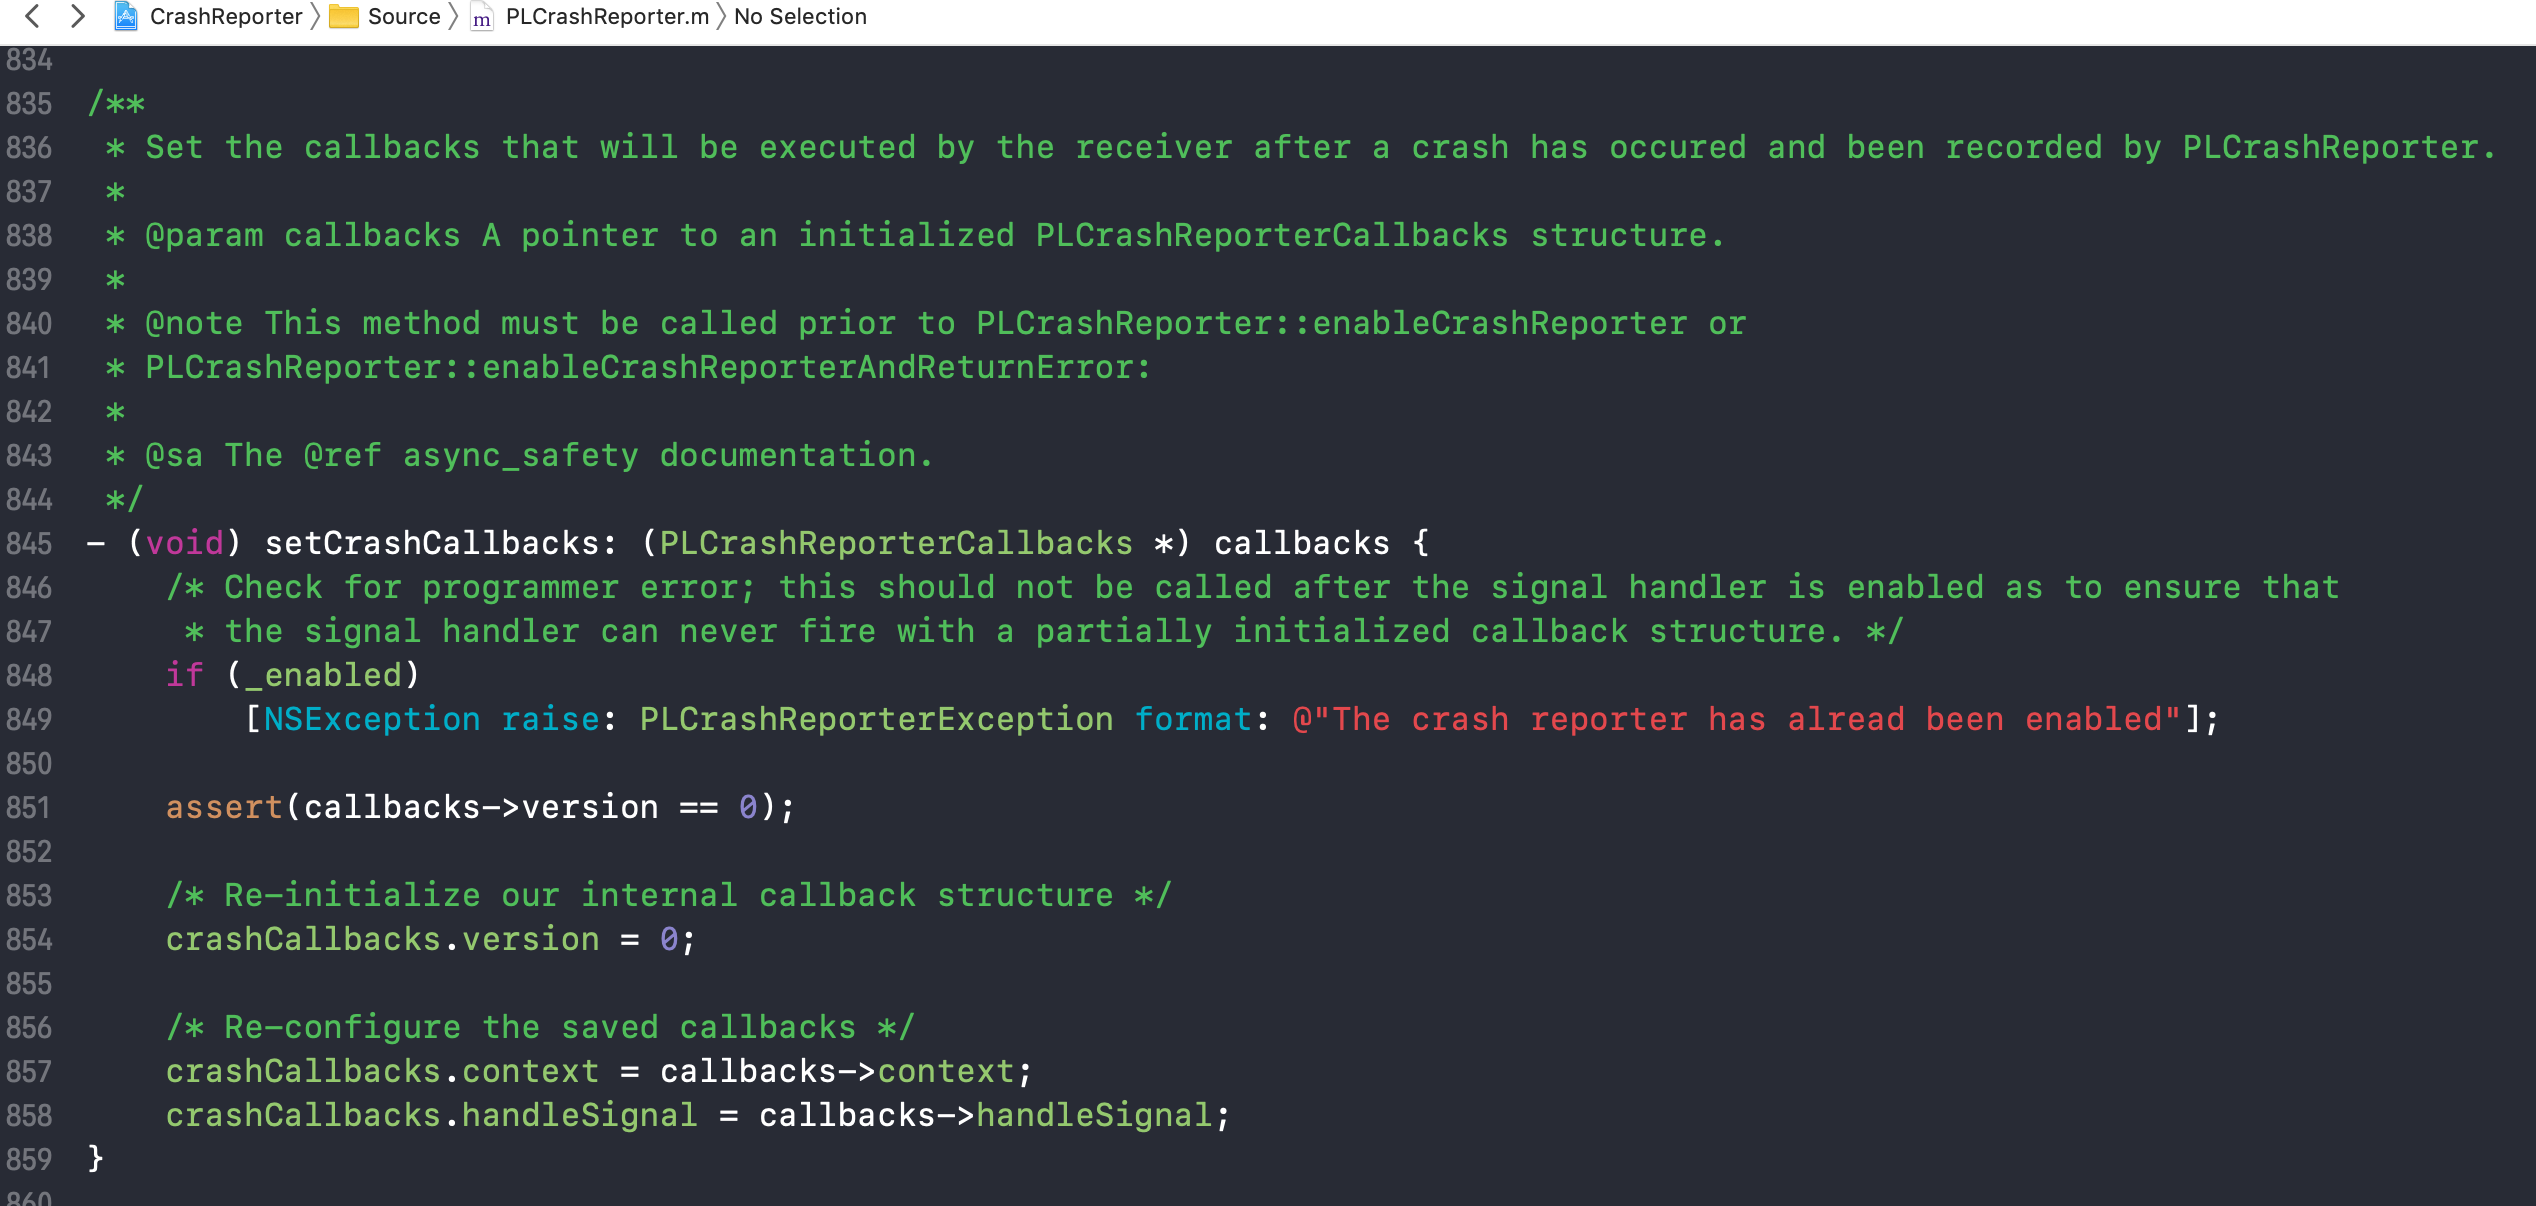 CrashReporter Source PLCrashReporter.m No Selection
834
835 /**
836 * Set the callbacks that will be executed by the receiver after a crash has occured and been recorded by PLCrashReporter.
837 *
838 * @param callbacks A pointer to an initialized PLCrashReporterCallbacks structure.
839 *
840 * @note This method must be called prior to PLCrashReporter::enableCrashReporter or
841 * PLCrashReporter::enableCrashReporterAndReturnError:
842 *
843 * @sa The @ref async_safety documentation.
844 */
845 - (void) setCrashCallbacks: (PLCrashReporterCallbacks *) callbacks {
846 /* Check for programmer error; this should not be called after the signal handler is enabled as to ensure that
847 * the signal handler can never fire with a partially initialized callback structure. */
848 if (_enabled)
849 [NSException raise: PLCrashReporterException format: @"The crash reporter has alread been enabled"];
850
851 assert(callbacks->version == 0);
852
853 /* Re-initialize our internal callback structure */
854 crashCallbacks.version = 0;
855
856 /* Re-configure the saved callbacks */
857 crashCallbacks.context = callbacks->context;
858 crashCallbacks.handleSignal = callbacks->handleSignal;
859 }
860